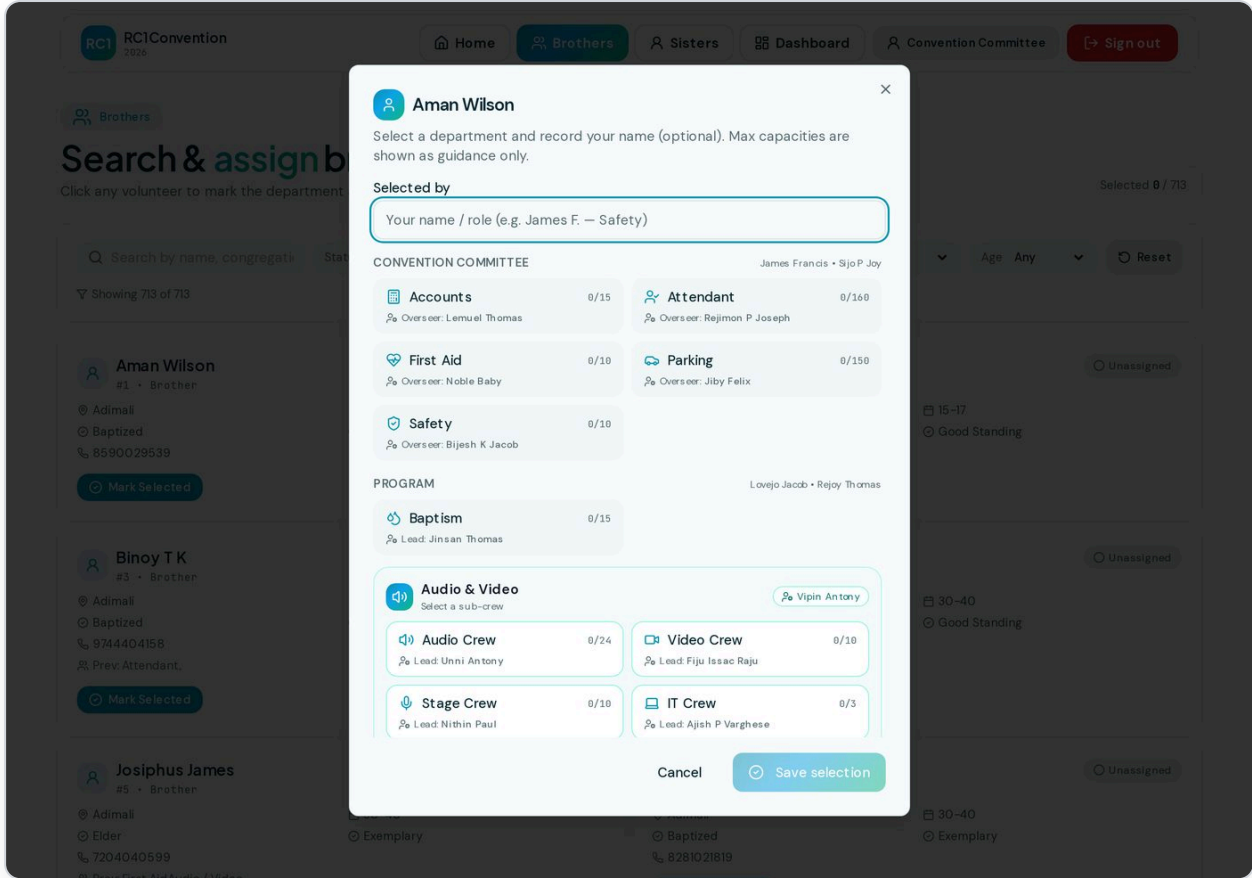 RC1
RC1Convention
2026
Home
Brothers
Sisters
Dashboard
Convention Committee
Sign out
Brothers
Search & assign b
Click any volunteer to mark the department
Selected 0 / 713
Search by name, congregati
Age Any
Reset
Showing 713 of 713
Aman Wilson
Select a department and record your name (optional). Max capacities are
shown as guidance only.
Selected by
Your name / role (e.g. James F. — Safety)
CONVENTION COMMITTEE
James Francis • Sijo P Joy
Accounts
0/15
Overseer: Lemuel Thomas
Attendant
0/160
Overseer: Rejimon P Joseph
First Aid
0/10
Overseer: Noble Baby
Parking
0/150
Overseer: Jiby Felix
Safety
0/10
Overseer: Bijesh K Jacob
PROGRAM
Lovejo Jacob • Rejoy Thomas
Baptism
0/15
Lead: Jinsan Thomas
Audio & Video
Select a sub-crew
Vipin Antony
Audio Crew
0/24
Lead: Unni Antony
Video Crew
0/10
Lead: Fiju Issac Raju
Stage Crew
0/10
Lead: Nithin Paul
IT Crew
0/3
Lead: Ajish P Varghese
Cancel
Save selection
Aman Wilson
#1 • Brother
Adimali
Baptized
8590029539
Mark Selected
Unassigned
15-17
Good Standing
Binoy T K
#3 • Brother
Adimali
Baptized
9744404158
Prev: Attendant,
Mark Selected
Unassigned
30-40
Good Standing
Josiphus James
#5 • Brother
Adimali
Elder
7204040599
Exemplary
Adimali
Baptized
8281021819
Unassigned
30-40
Exemplary